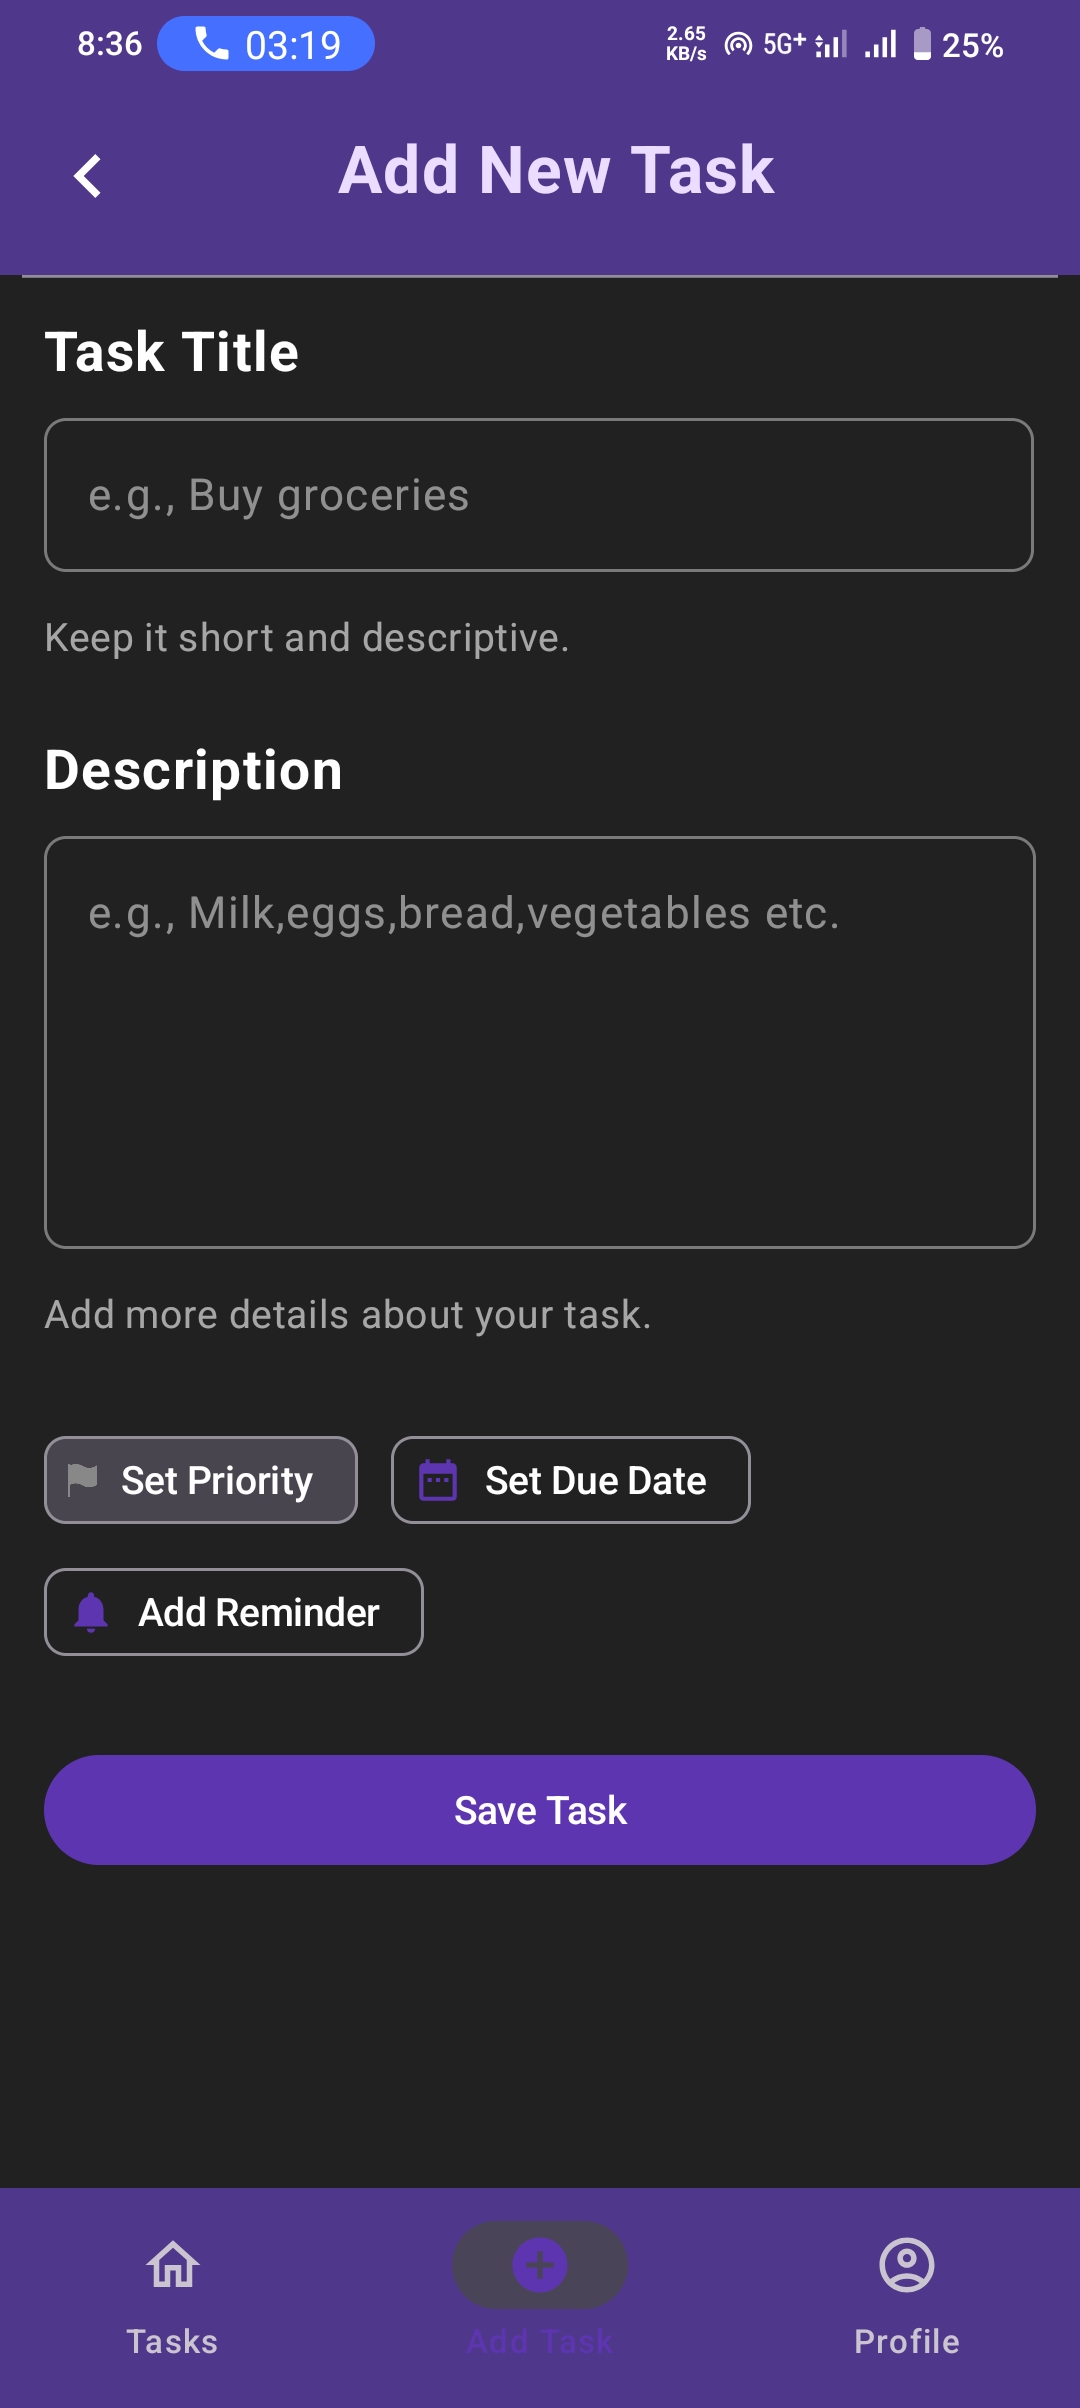 8:36 03:19 2.65 KB/s 5G+ 25%
Add New Task
Task Title
e.g., Buy groceries
Keep it short and descriptive.
Description
e.g., Milk,eggs,bread,vegetables etc.
Add more details about your task.
Set Priority Set Due Date
Add Reminder
Save Task
Tasks Add Task Profile